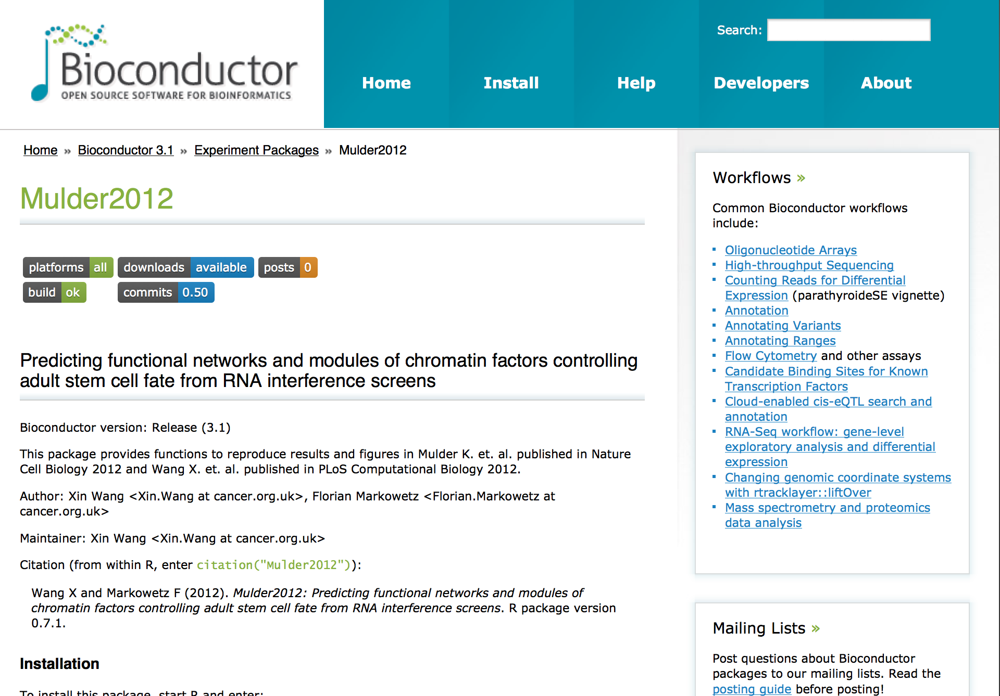 Bioconductor
OPEN SOURCE SOFTWARE FOR BIOINFORMATICS
Search:
Home Install Help Developers About
Home » Bioconductor 3.1 » Experiment Packages » Mulder2012
Mulder2012
platforms all downloads available posts 0
build ok commits 0.50
Predicting functional networks and modules of chromatin factors controlling
adult stem cell fate from RNA interference screens
Bioconductor version: Release (3.1)
This package provides functions to reproduce results and figures in Mulder K. et. al. published in Nature
Cell Biology 2012 and Wang X. et. al. published in PLoS Computational Biology 2012.
Author: Xin Wang <Xin.Wang at cancer.org.uk>, Florian Markowetz <Florian.Markowetz at
cancer.org.uk>
Maintainer: Xin Wang <Xin.Wang at cancer.org.uk>
Citation (from within R, enter citation("Mulder2012")):
Wang X and Markowetz F (2012). Mulder2012: Predicting functional networks and modules of
chromatin factors controlling adult stem cell fate from RNA interference screens. R package version
0.7.1.
Installation
To install this package, start R and enter:
Workflows »
Common Bioconductor workflows
include:
Oligonucleotide Arrays
High-throughput Sequencing
Counting Reads for Differential
Expression (parathyroideSE vignette)
Annotation
Annotating Variants
Annotating Ranges
Flow Cytometry and other assays
Candidate Binding Sites for Known
Transcription Factors
Cloud-enabled cis-eQTL search and
annotation
RNA-Seq workflow: gene-level
exploratory analysis and differential
expression
Changing genomic coordinate systems
with rtracklayer::liftOver
Mass spectrometry and proteomics
data analysis
Mailing Lists »
Post questions about Bioconductor
packages to our mailing lists. Read the
posting guide before posting!